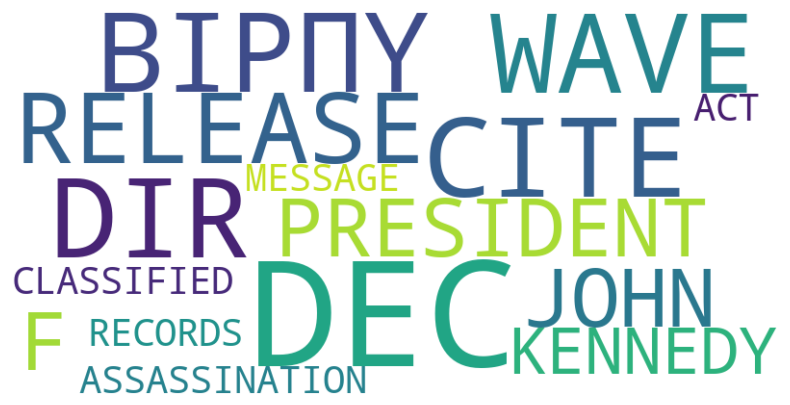 BIPПY WAVE
RELEASE ACT
CITE
MESSAGE
DIR PRESIDENT
CLASSIFIED DEC JOHN
F RECORDS KENNEDY
ASSASSINATION